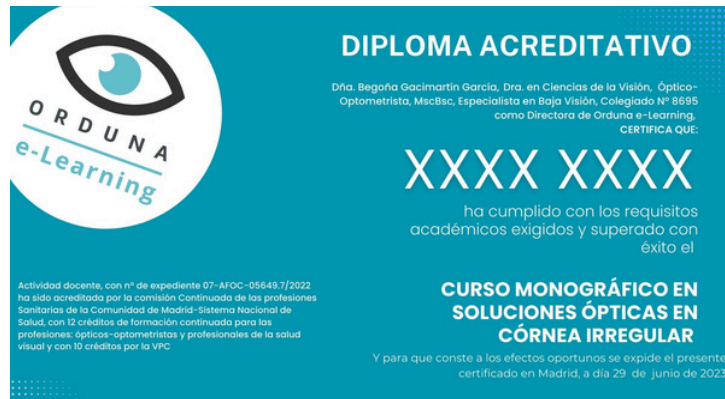 ORDUNA
e-Learning
DIPLOMA ACREDITATIVO
Dña. Begoña Gacimartín García, Dra. en Ciencias de la Visión, Óptico-
Optometrista, MscBsc, Especialista en Baja Visión, Colegiado Nº 8695
como Directora de Orduna e-Learning,
CERTIFICA QUE:
XXXX XXXX
ha cumplido con los requisitos
académicos exigidos y superado con
éxito el
Actividad docente, con nº de expediente 07-AFOC-05649.7/2022
ha sido acreditada por la comisión Continuada de las profesiones
Sanitarias de la Comunidad de Madrid-Sistema Nacional de
Salud, con 12 créditos de formación continuada para las
profesiones: ópticos-optometristas y profesionales de la salud
visual y con 10 créditos por la VPC
CURSO MONOGRÁFICO EN
SOLUCIONES ÓPTICAS EN
CÓRNEA IRREGULAR
Y para que conste a los efectos oportunos se expide el presente
certificado en Madrid, a día 29 de junio de 2023